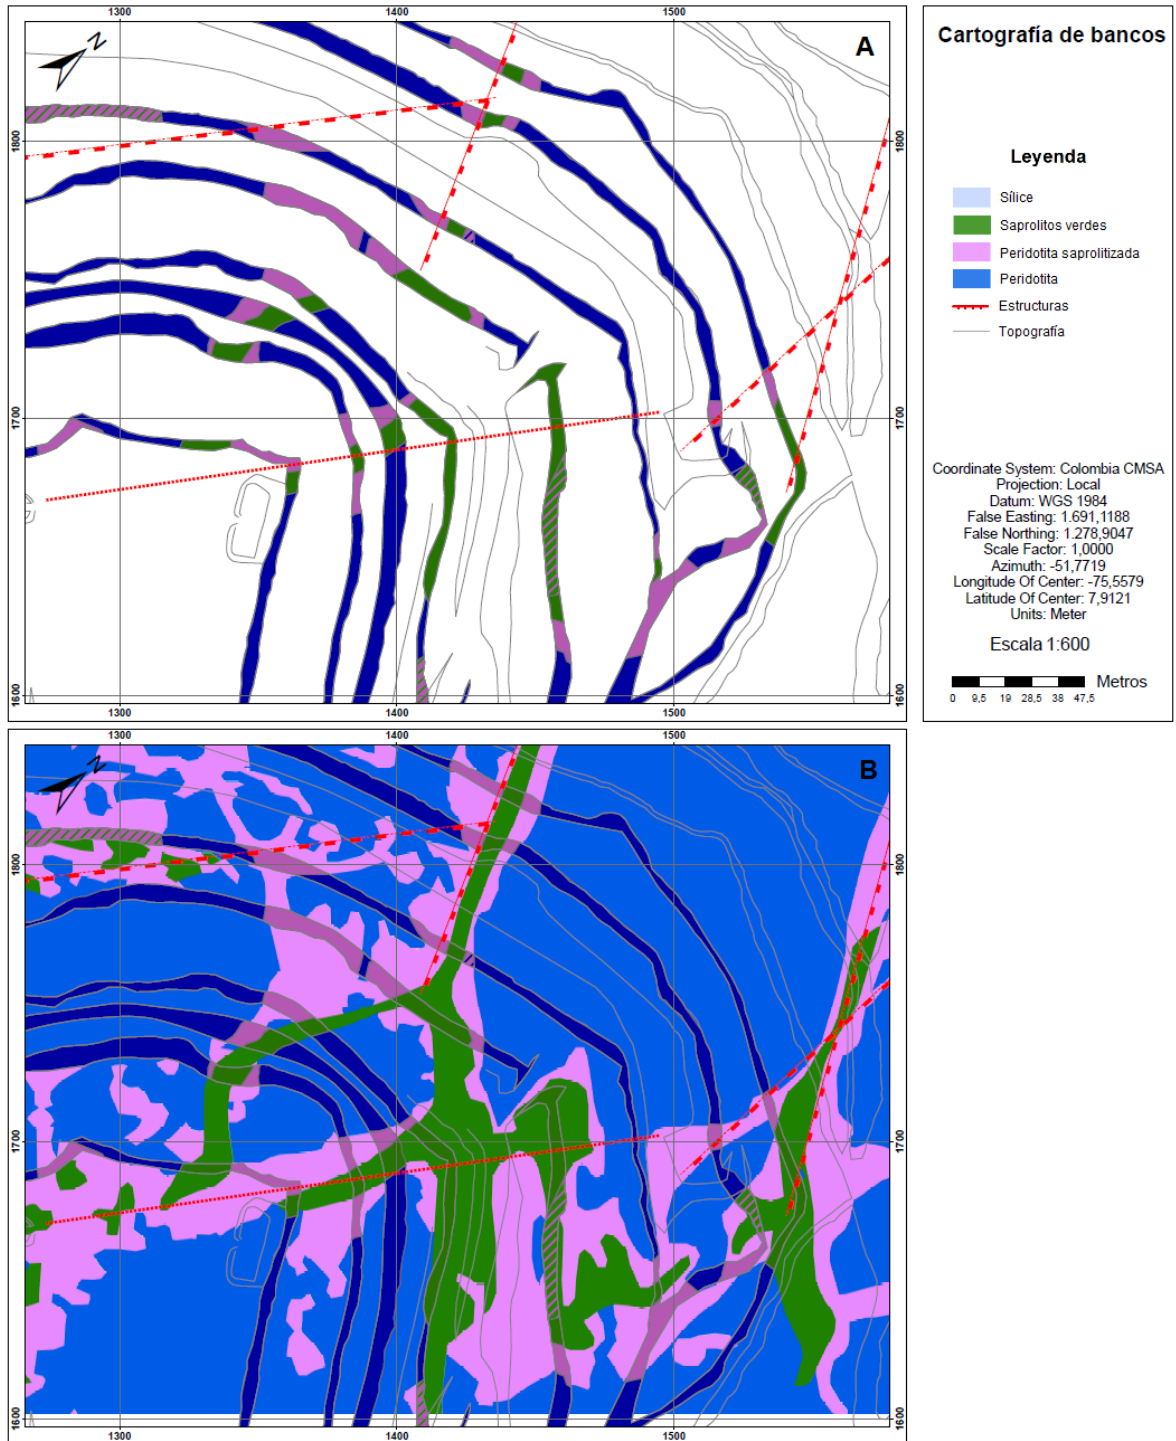 1300 1400 1500
N
A
1800 1800
1700 1700
1600 1600
1300 1400 1500
Cartografía de bancos
Leyenda
Sílice
Saprolitos verdes
Peridotita saprolitizada
Peridotita
Estructuras
Topografía
Coordinate System: Colombia CMSA
Projection: Local
Datum: WGS 1984
False Easting: 1.691,1188
False Northing: 1.278,9047
Scale Factor: 1,0000
Azimuth: -51,7719
Longitude Of Center: -75,5579
Latitude Of Center: 7,9121
Units: Meter
Escala 1:600
Metros
0 9,5 19 28,5 38 47,5
1300 1400 1500
N
B
1800 1800
1700 1700
1600 1600
1300 1400 1500